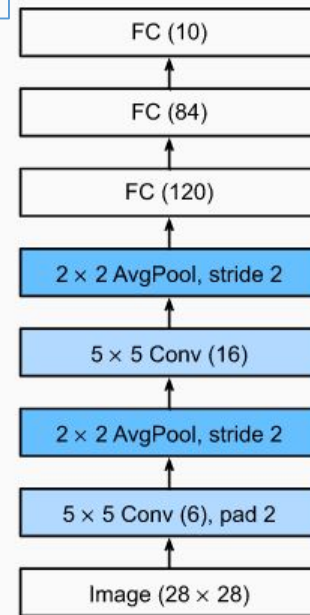 FC (10)
FC (84)
FC (120)
2 × 2 AvgPool, stride 2
5 × 5 Conv (16)
2 × 2 AvgPool, stride 2
5 × 5 Conv (6), pad 2
Image (28 × 28)